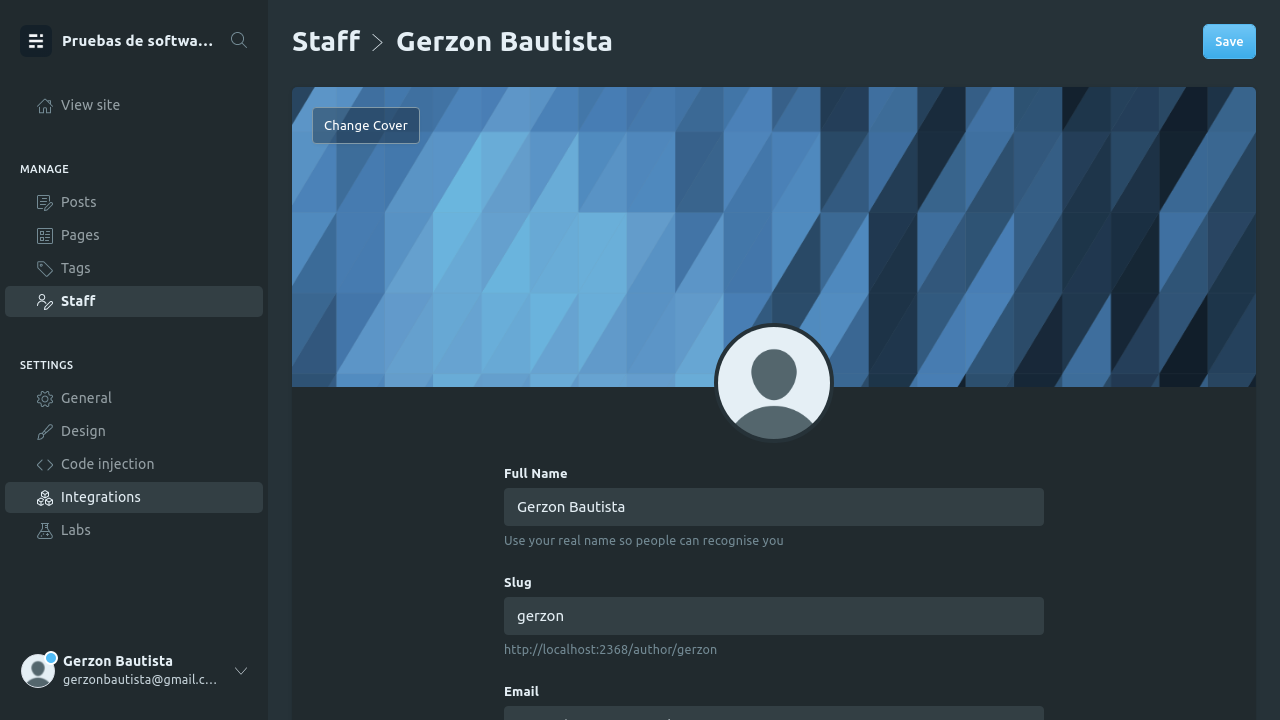 Pruebas de softwa...
View site
MANAGE
Posts
Pages
Tags
Staff
SETTINGS
General
Design
Code injection
Integrations
Labs
Gerzon Bautista
gerzonbautista@gmail.c...
Staff > Gerzon Bautista
Save
Change Cover
Full Name
Gerzon Bautista
Use your real name so people can recognise you
Slug
gerzon
http://localhost:2368/author/gerzon
Email